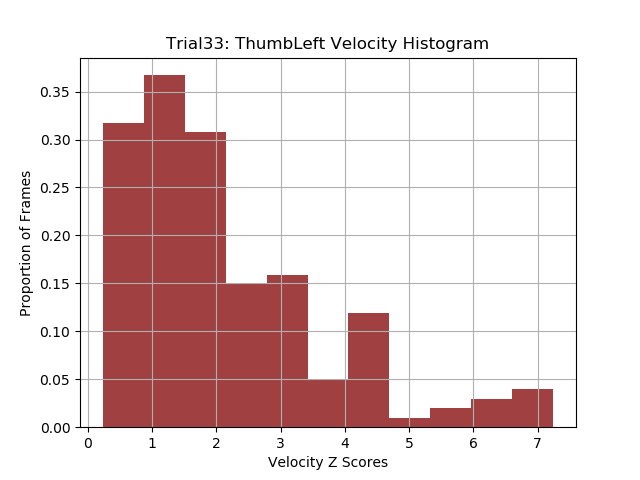 Trial33: ThumbLeft Velocity Histogram
0.35
0.30
0.25
0.20
0.15
0.10
0.05
0.00
Proportion of Frames
0 1 2 3 4 5 6 7
Velocity Z Scores